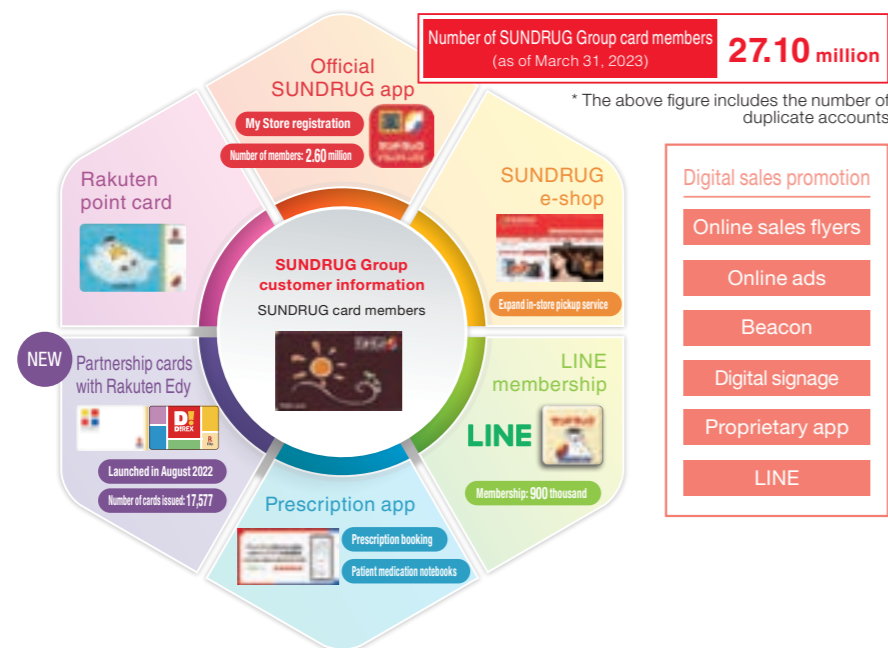 Number of SUNDRUG Group card members
(as of March 31, 2023)
27.10 million
* The above figure includes the number of
duplicate accounts
Official
SUNDRUG app
My Store registration
Number of members: 2.60 million
Rakuten
point card
SUNDRUG
e-shop
Expand in-store pickup service
SUNDRUG Group
customer information
SUNDRUG card members
NEW
Partnership cards
with Rakuten Edy
D!
DiREX
Launched in August 2022
Number of cards issued: 17,577
LINE
membership
LINE
Membership: 900 thousand
Prescription app
Prescription booking
Patient medication notebooks
Digital sales promotion
Online sales flyers
Online ads
Beacon
Digital signage
Proprietary app
LINE